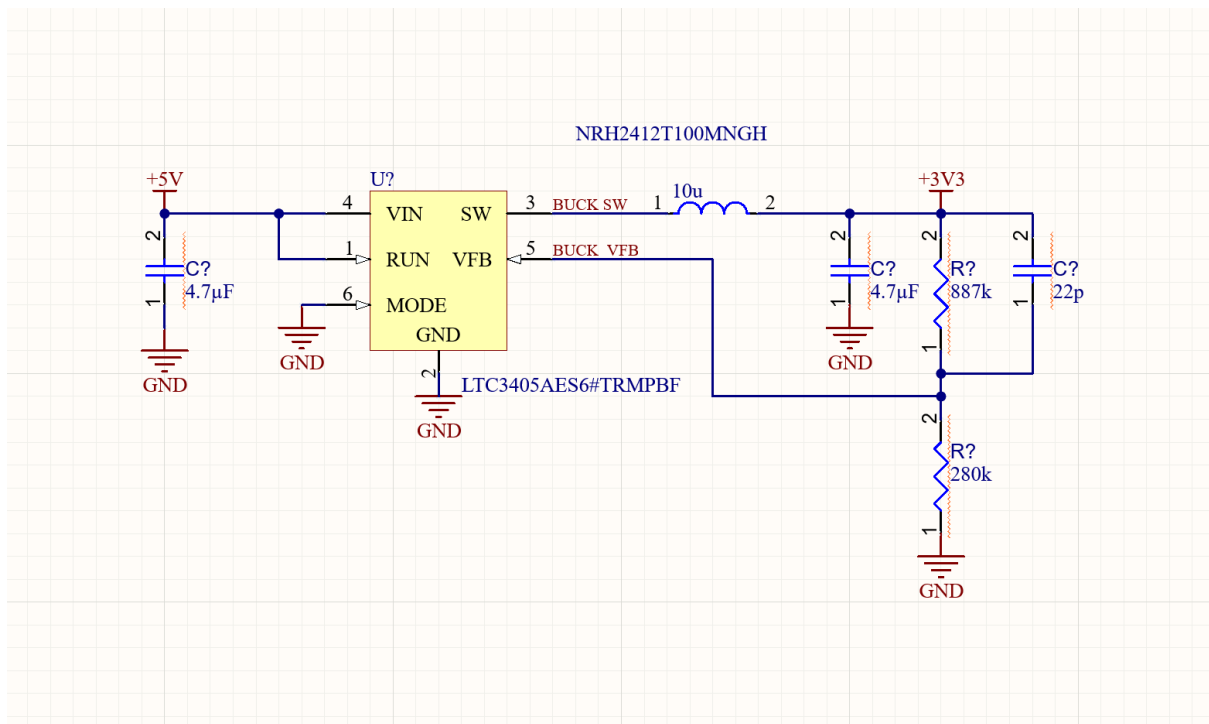 NRH2412T100MNGH
+5V
U?
10u
+3V3
4
VIN
SW
3
BUCK SW
1
2
2
C?
4.7µF
1
GND
1
RUN
VFB
5
BUCK_VFB
6
MODE
GND
GND
2
LTC3405AES6#TRMPBF
GND
2
C?
4.7µF
1
GND
2
R?
887k
1
2
C?
22p
1
2
R?
280k
1
GND